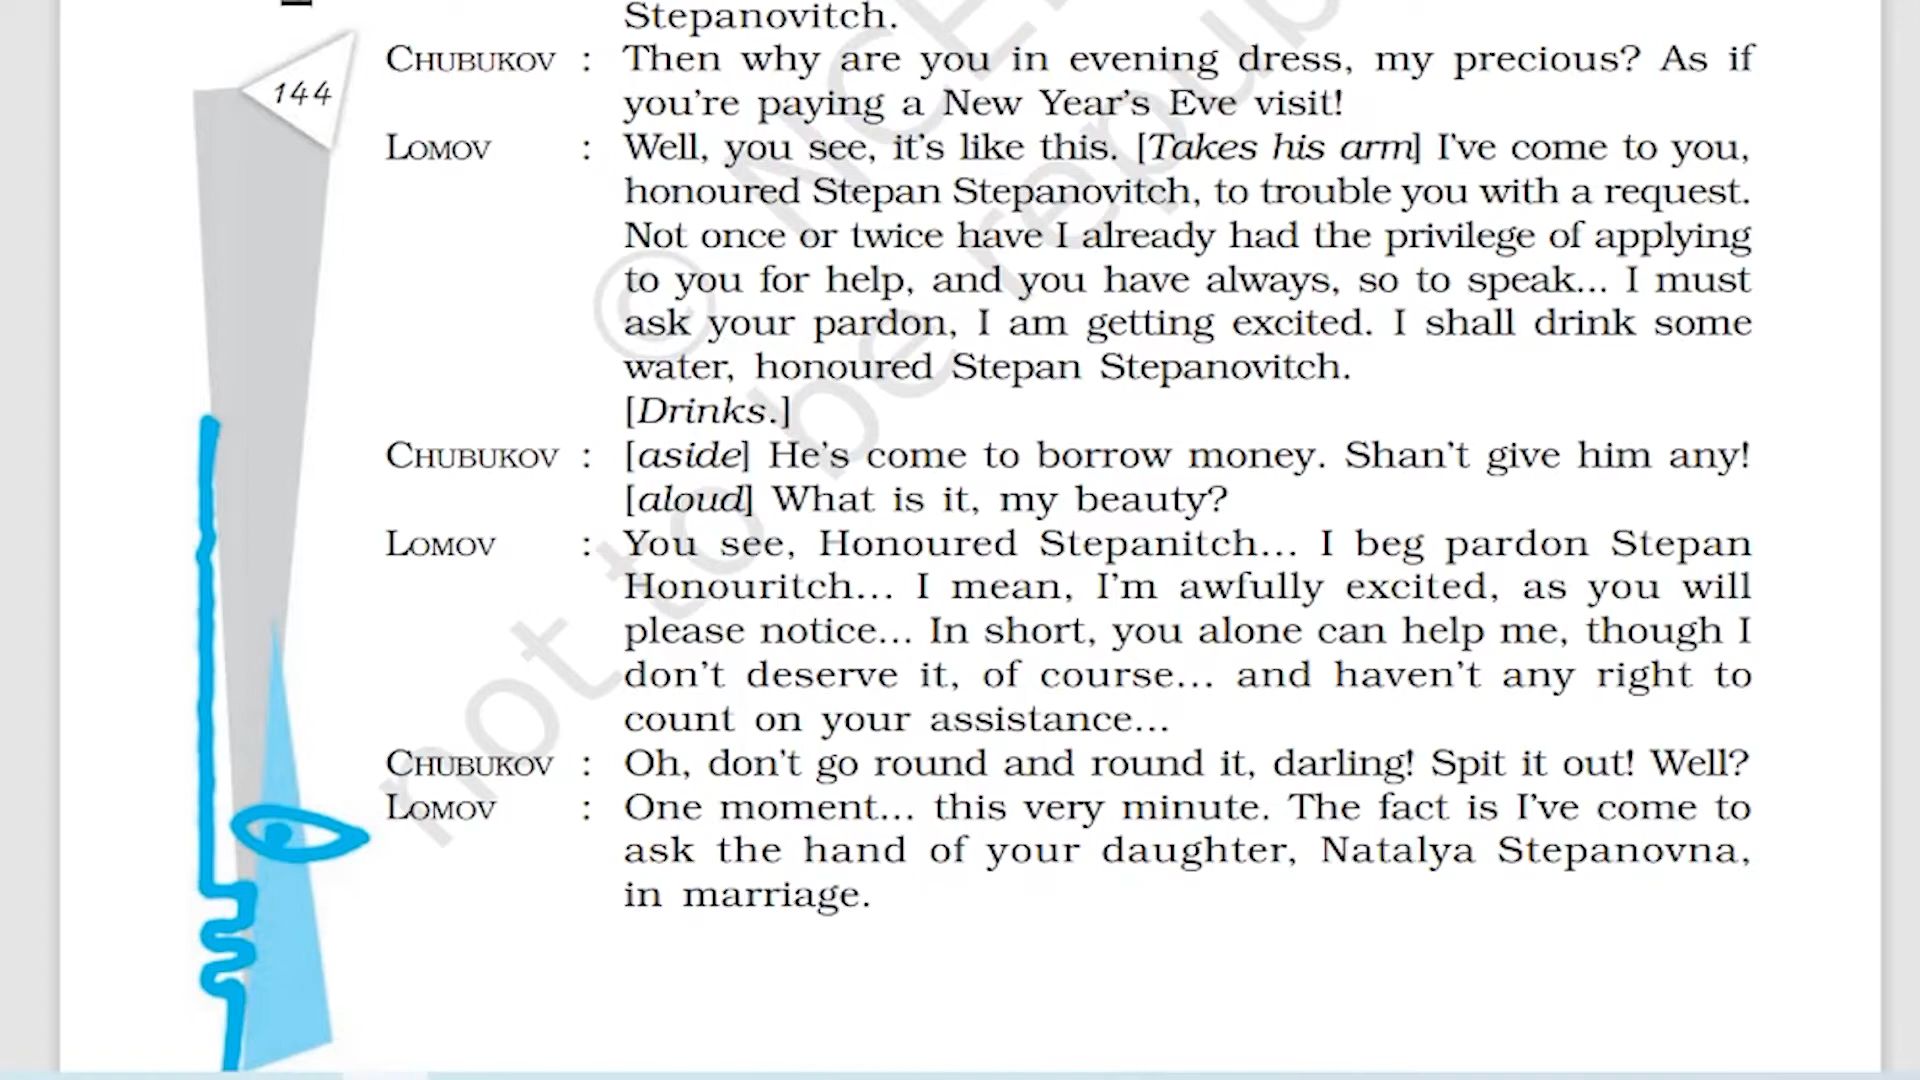 Stepanovitch.
144
CHUBUKOV : Then why are you in evening dress, my precious? As if
you're paying a New Year's Eve visit!
LOMOV : Well, you see, it's like this. [Takes his arm] I've come to you,
honoured Stepan Stepanovitch, to trouble you with a request.
Not once or twice have I already had the privilege of applying
to you for help, and you have always, so to speak... I must
ask your pardon, I am getting excited. I shall drink some
water, honoured Stepan Stepanovitch.
[Drinks.]
CHUBUKOV : [aside] He's come to borrow money. Shan't give him any!
[aloud] What is it, my beauty?
LOMOV : You see, Honoured Stepanitch... I beg pardon Stepan
Honouritch... I mean, I'm awfully excited, as you will
please notice... In short, you alone can help me, though I
don't deserve it, of course... and haven't any right to
count on your assistance...
CHUBUKOV : Oh, don't go round and round it, darling! Spit it out! Well?
LOMOV : One moment... this very minute. The fact is I've come to
ask the hand of your daughter, Natalya Stepanovna,
in marriage.
© NCE
not to be repub